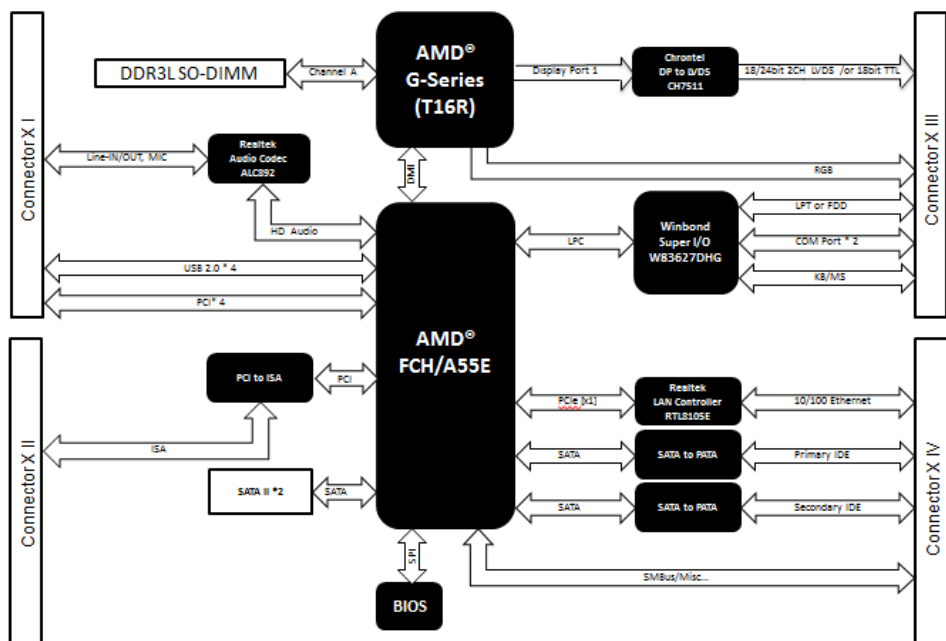 AMD®
G-Series
(T16R)
DDR3L SO-DIMM
Channel A
Display Port 1
Chrontel
DP to LVDS
CH7511
18/24bit 2CH LVDS /or 18bit TTL
Connector X I
Connector X III
Line-IN/OUT, MIC
Realtek
Audio Codec
ALC892
DMI
RGB
HD Audio
LPC
Winbond
Super I/O
W83627DHG
LPT or FDD
COM Port * 2
KB/MS
USB 2.0 * 4
PCI* 4
AMD®
FCH/A55E
Connector X II
Connector X IV
PCI to ISA
PCI
ISA
PCIe [x1]
Realtek
LAN Controller
RTL8105E
10/100 Ethernet
SATA
SATA to PATA
Primary IDE
SATA II *2
SATA
SATA
SATA to PATA
Secondary IDE
SPI
BIOS
SMBus/Misc...